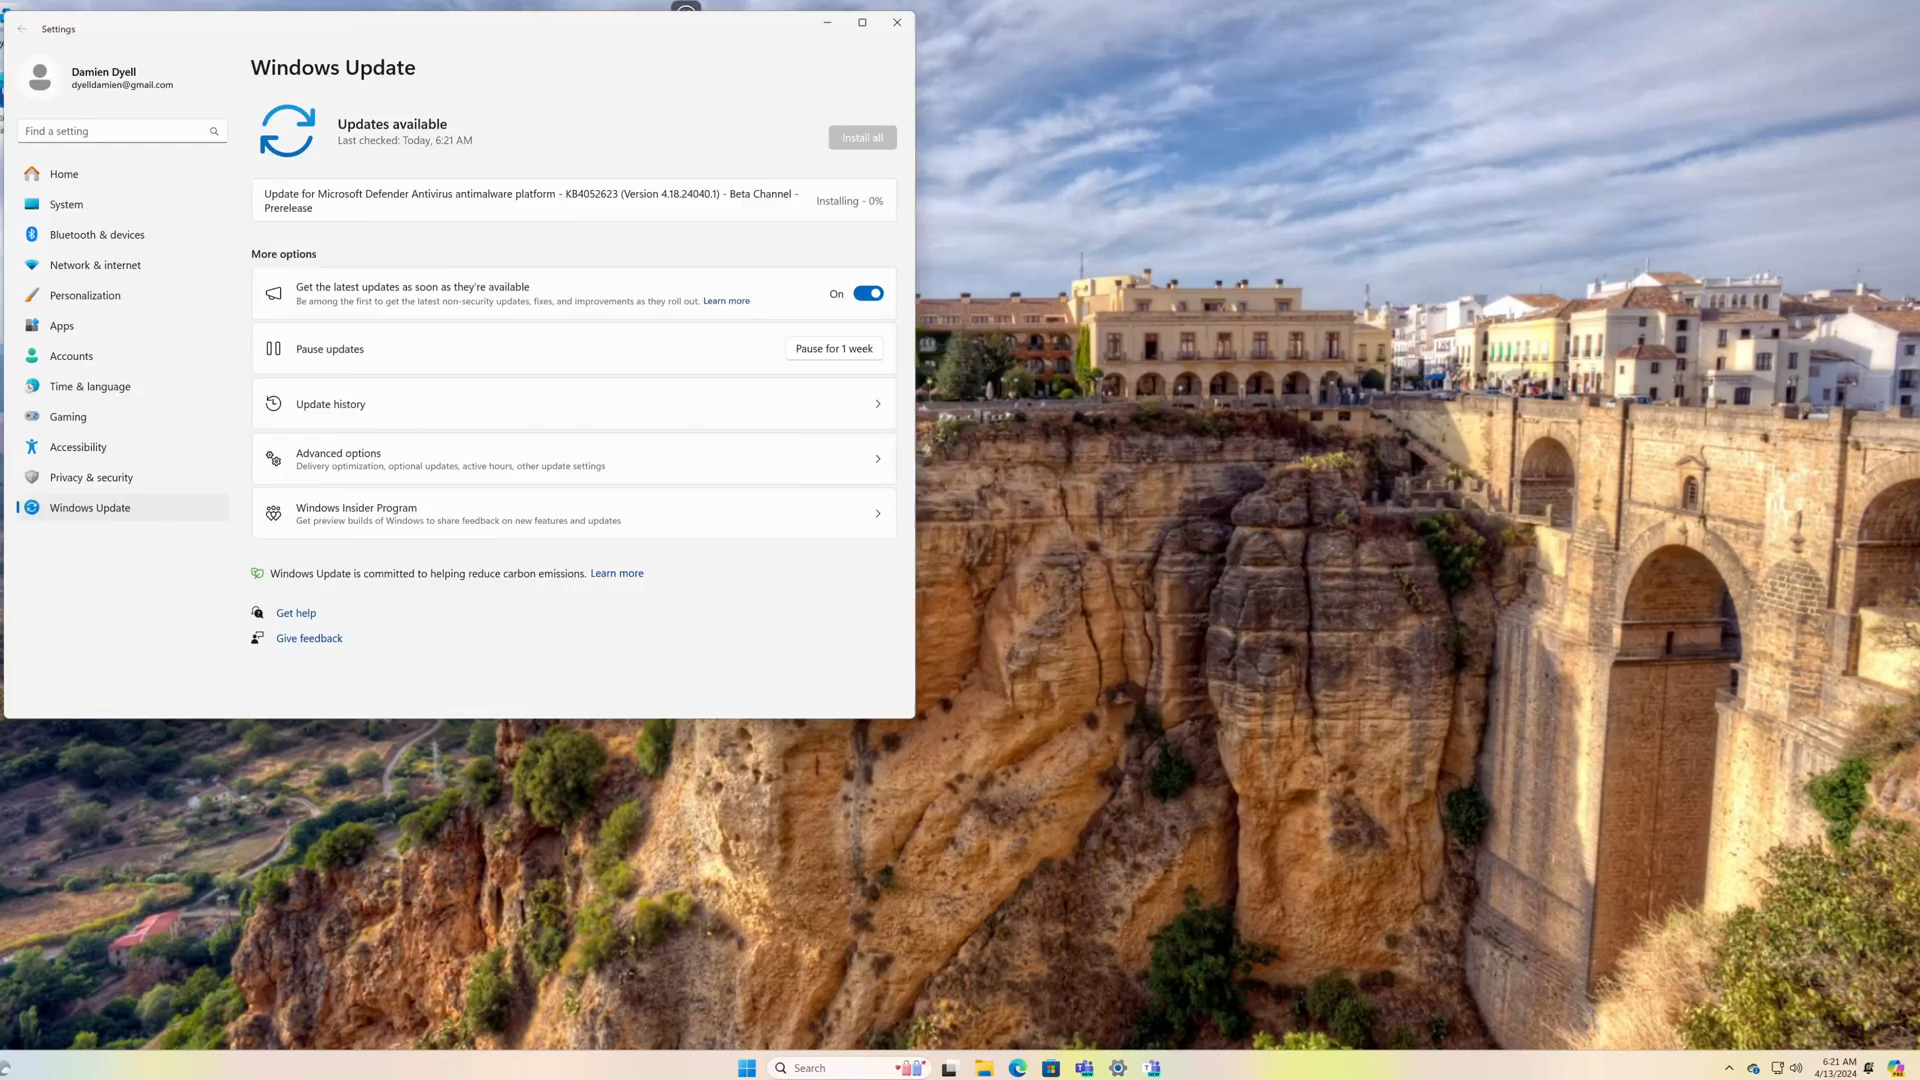 Settings
Damien Dyell
dyelldamien@gmail.com
Find a setting
Home
System
Bluetooth & devices
Network & internet
Personalization
Apps
Accounts
Time & language
Gaming
Accessibility
Privacy & security
Windows Update
Windows Update
Updates available
Last checked: Today, 6:21 AM
Install all
Update for Microsoft Defender Antivirus antimalware platform - KB4052623 (Version 4.18.24040.1) - Beta Channel -
Prerelease
Installing - 0%
More options
Get the latest updates as soon as they're available
Be among the first to get the latest non-security updates, fixes, and improvements as they roll out. Learn more
On
Pause updates
Pause for 1 week
Update history
Advanced options
Delivery optimization, optional updates, active hours, other update settings
Windows Insider Program
Get preview builds of Windows to share feedback on new features and updates
Windows Update is committed to helping reduce carbon emissions. Learn more
Get help
Give feedback
Search
NEW
NEW
6:21 AM
4/13/2024
PRE